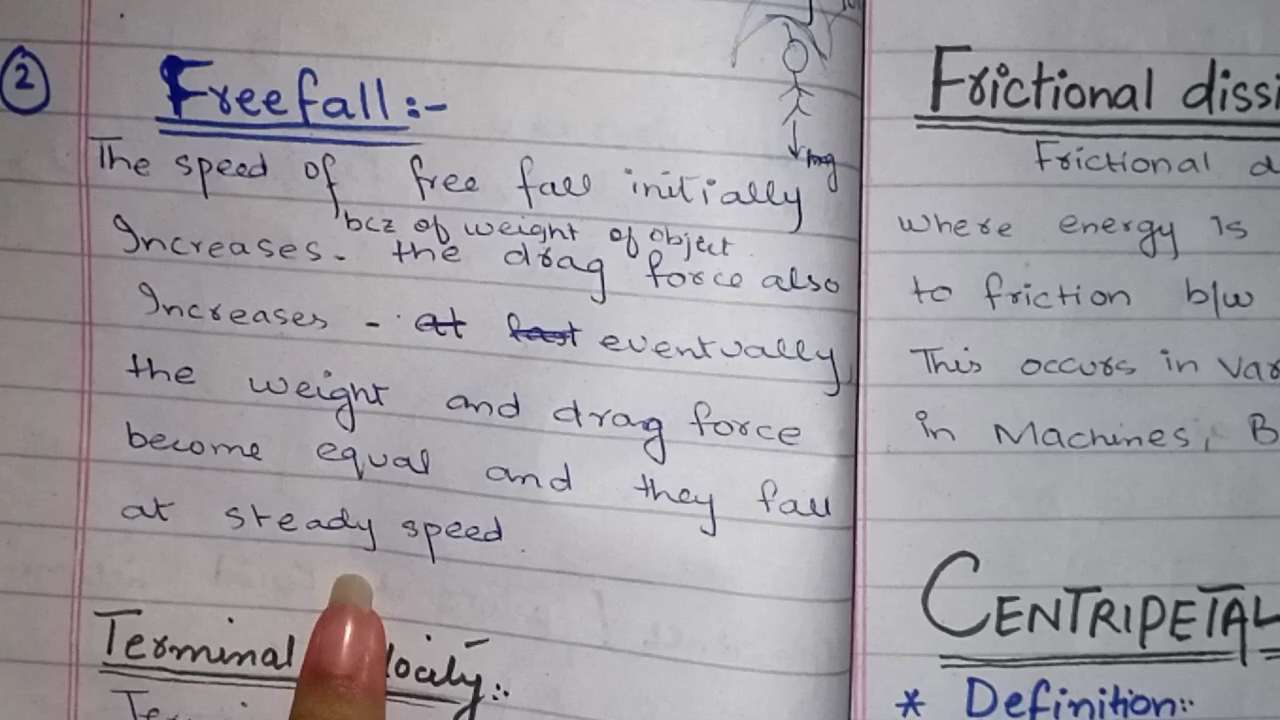 2
Freefall:-
mg
The speed of free fall initially
bcz of weight of object
Increases. the drag force also
Increases - at eventually
the weight and drag force
become equal and they fall
at steady speed.
Terminal locity:
Frictional dissi
Frictional d
where energy is
to friction b/w
This occurs in Var
in Machines, B
CENTRIPETAL
* Definition: